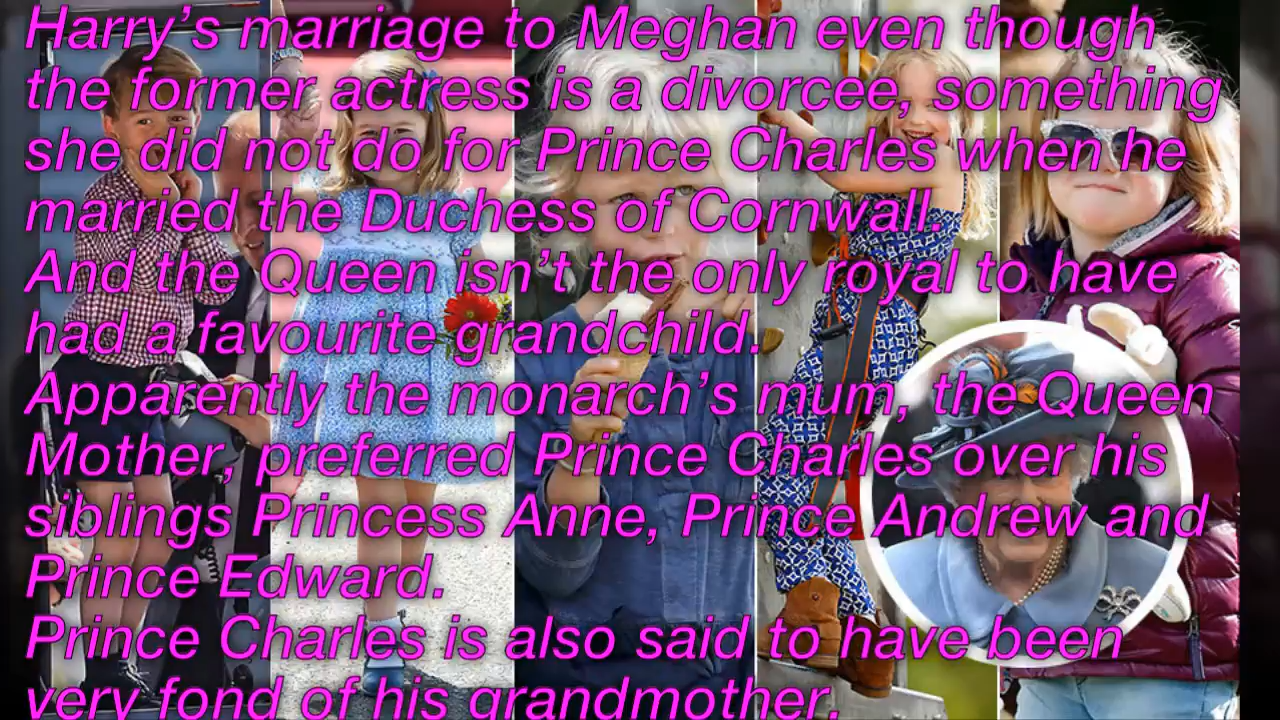 Harry’s marriage to Meghan even though
the former actress is a divorcee, something
she did not do for Prince Charles when he
married the Duchess of Cornwall.
And the Queen isn’t the only royal to have
had a favourite grandchild.
Apparently the monarch’s mum, the Queen
Mother, preferred Prince Charles over his
siblings Princess Anne, Prince Andrew and
Prince Edward.
Prince Charles is also said to have been
very fond of his grandmother.